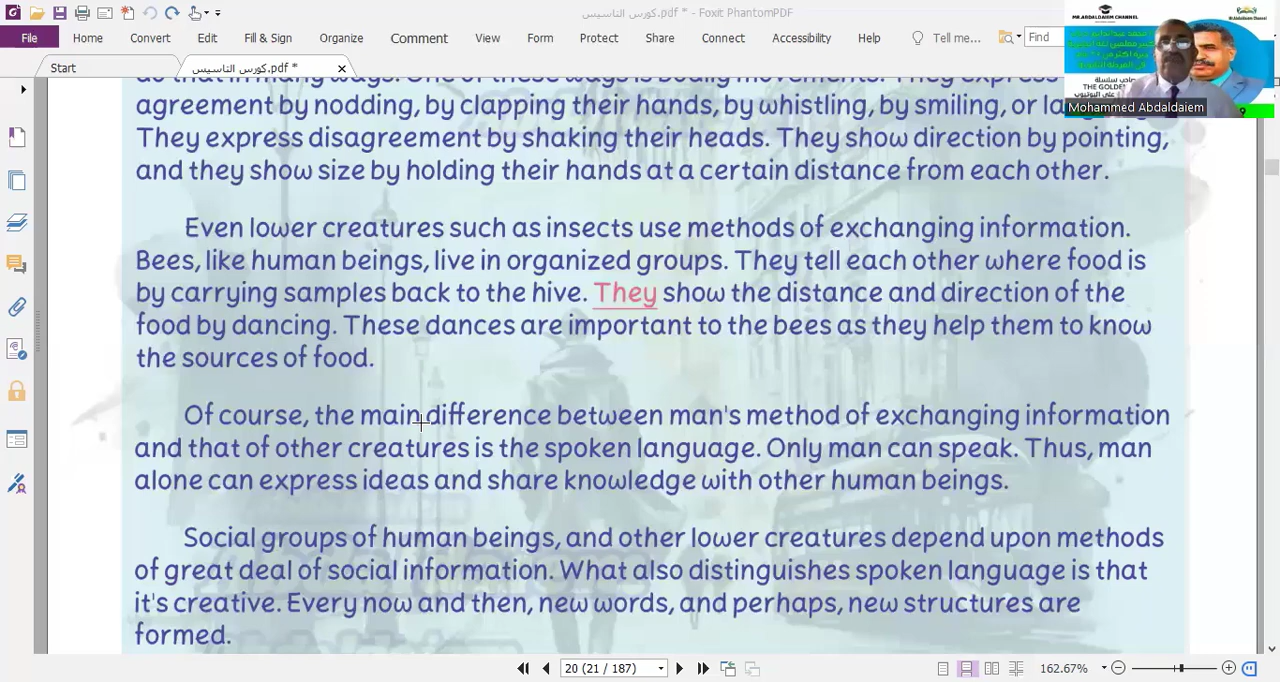 كورس التاسيس.pdf * - Foxit PhantomPDF
File Home Convert Edit Fill & Sign Organize Comment View Form Protect Share Connect Accessibility Help Tell me... Find
Start كورس التاسيس.pdf *
MR.ABDALDAIEM CHANNEL
Mohammed Abdaldaiem
agreement by nodding, by clapping their hands, by whistling, by smiling, or
They express disagreement by shaking their heads. They show direction by pointing,
and they show size by holding their hands at a certain distance from each other.
Even lower creatures such as insects use methods of exchanging information.
Bees, like human beings, live in organized groups. They tell each other where food is
by carrying samples back to the hive. They show the distance and direction of the
food by dancing. These dances are important to the bees as they help them to know
the sources of food.
Of course, the main difference between man's method of exchanging information
and that of other creatures is the spoken language. Only man can speak. Thus, man
alone can express ideas and share knowledge with other human beings.
Social groups of human beings, and other lower creatures depend upon methods
of great deal of social information. What also distinguishes spoken language is that
it's creative. Every now and then, new words, and perhaps, new structures are
formed.
20 (21 / 187) 162.67%